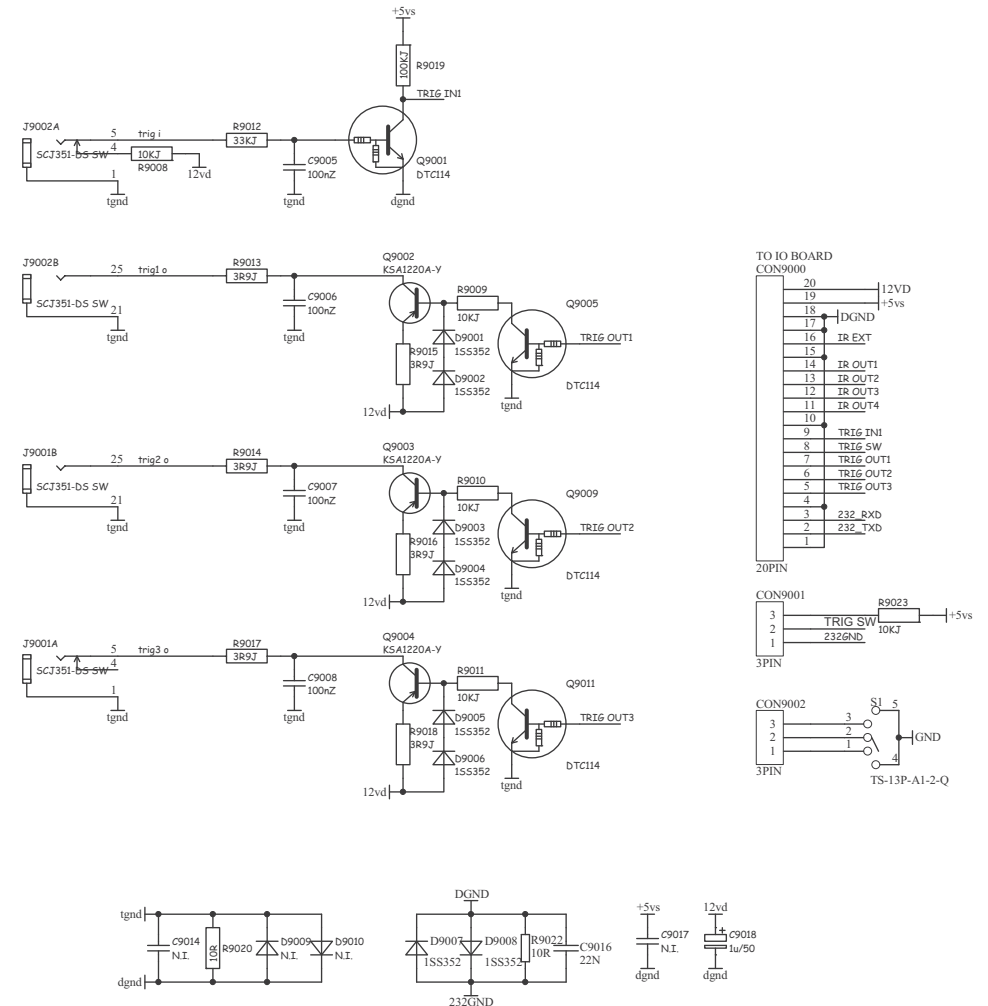 +5vs
100KJ
R9019
TRIG IN1
J9002A
5
trig i
R9012
33KJ
4
SCJ351-DS SW
10KJ
R9008
12vd
C9005
100nZ
Q9001
DTC114
1
tgnd
tgnd
dgnd
J9002B
25
trig1 o
R9013
3R9J
Q9002
KSA1220A-Y
SCJ351-DS SW
C9006
100nZ
R9009
10KJ
Q9005
21
tgnd
tgnd
R9015
3R9J
D9001
1SS352
TRIG OUT1
D9002
1SS352
DTC114
12vd
tgnd
J9001B
25
trig2 o
R9014
3R9J
Q9003
KSA1220A-Y
SCJ351-DS SW
C9007
100nZ
R9010
10KJ
Q9009
21
tgnd
tgnd
R9016
3R9J
D9003
1SS352
TRIG OUT2
D9004
1SS352
DTC114
12vd
tgnd
J9001A
5
trig3 o
R9017
3R9J
Q9004
KSA1220A-Y
4
SCJ351-DS SW
C9008
100nZ
R9011
10KJ
Q9011
1
tgnd
tgnd
R9018
3R9J
D9005
1SS352
TRIG OUT3
D9006
1SS352
DTC114
12vd
tgnd
TO IO BOARD
CON9000
20
12VD
19
+5vs
18
DGND
17
16
IR EXT
15
14
IR OUT1
13
IR OUT2
12
IR OUT3
11
IR OUT4
10
9
TRIG IN1
8
TRIG SW
7
TRIG OUT1
6
TRIG OUT2
5
TRIG OUT3
4
3
232_RXD
2
232_TXD
1
20PIN
CON9001
R9023
3
10KJ
+5vs
2
TRIG SW
1
232GND
3PIN
CON9002
S1
5
3
3
2
2
GND
1
1
4
3PIN
TS-13P-A1-2-Q
tgnd
C9014
N.I.
10R
R9020
D9009
N.I.
D9010
N.I.
dgnd
DGND
D9007
1SS352
D9008
1SS352
R9022
10R
C9016
22N
232GND
+5vs
C9017
N.I.
dgnd
12vd
+
C9018
1u/50
dgnd